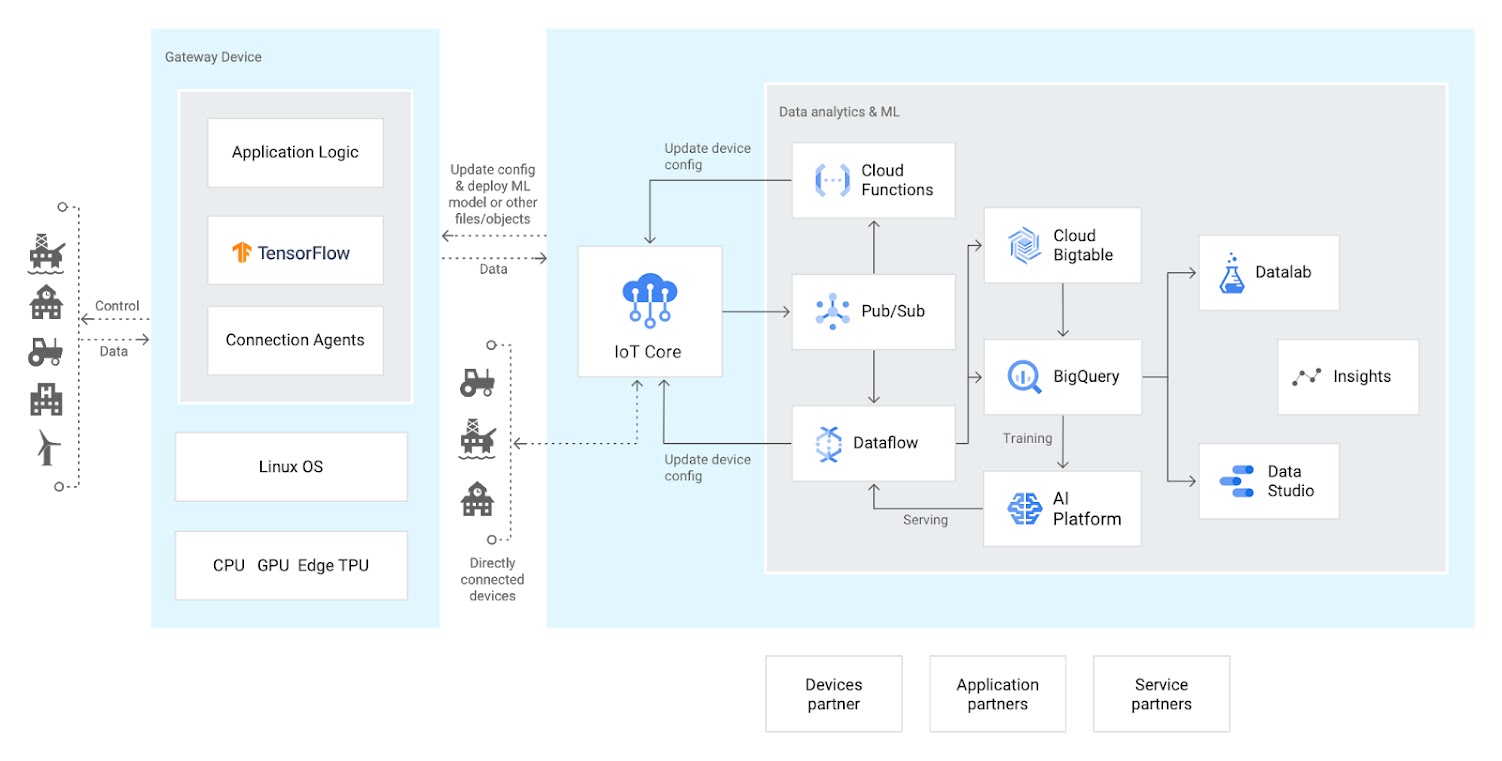 Gateway Device
Application Logic
TensorFlow
Connection Agents
Linux OS
CPU GPU Edge TPU
Control
Data
Update config
& deploy ML
model or other
files/objects
Data
Directly
connected
devices
IoT Core
Update device
config
Update device
config
Data analytics & ML
Cloud
Functions
Pub/Sub
Dataflow
Cloud
Bigtable
BigQuery
Training
AI
Platform
Serving
Datalab
Insights
Data
Studio
Devices
partner
Application
partners
Service
partners